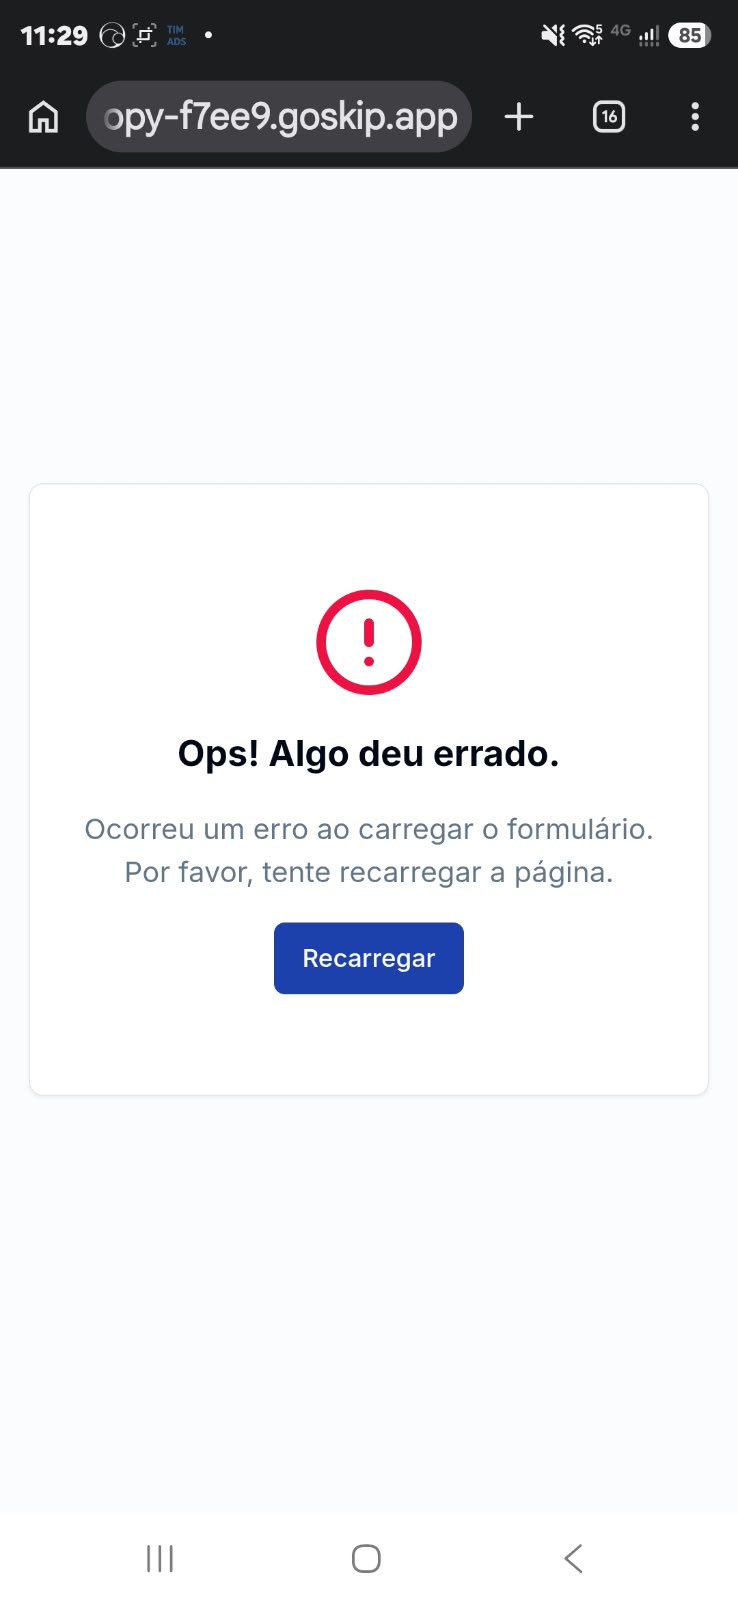 11:29
TIM
ADS
5
4G
85
opy-f7ee9.goskip.app
16
Ops! Algo deu errado.
Ocorreu um erro ao carregar o formulário.
Por favor, tente recarregar a página.
Recarregar